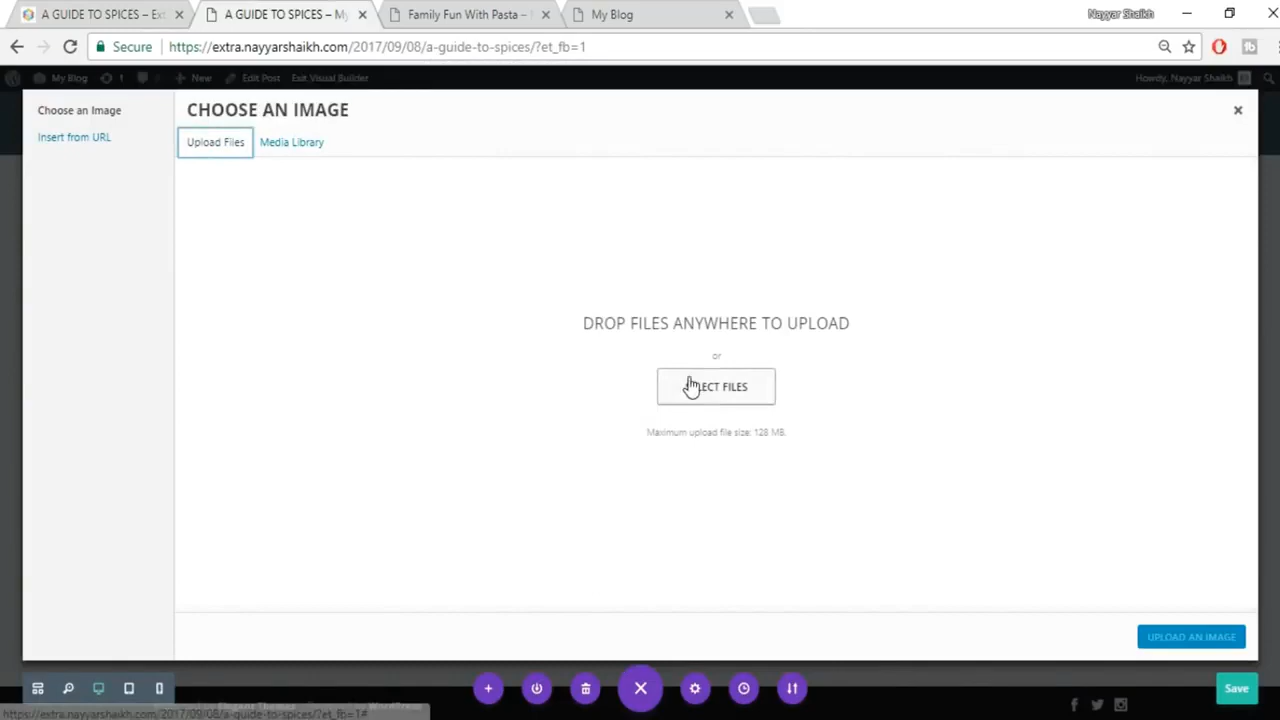 A GUIDE TO SPICES – Ex
A GUIDE TO SPICES – My
Family Fun With Pasta –
My Blog
Nayyar Shaikh
Secure
https://extra.nayyarshaikh.com/2017/09/08/a-guide-to-spices/?et_fb=1
My Blog
1
New
Edit Post
Exit Visual Builder
Howdy, Nayyar Shaikh
Choose an Image
Insert from URL
CHOOSE AN IMAGE
Upload Files
Media Library
DROP FILES ANYWHERE TO UPLOAD
or
LECT FILES
Maximum upload file size: 128 MB.
UPLOAD AN IMAGE
Save
https://extra.nayyarshaikh.com/2017/09/08/a-guide-to-spices/?et_fb=1#